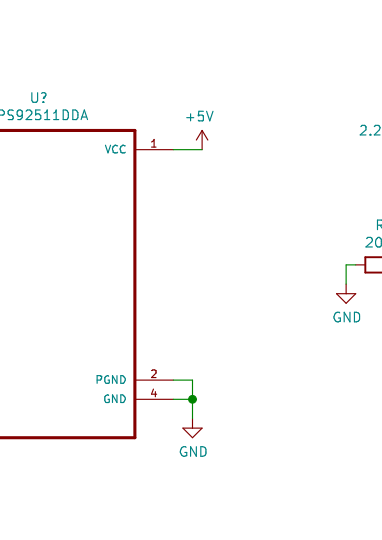 U?
PS92511DDA
+5V
VCC
1
2.2
R
20
GND
PGND
2
GND
4
GND